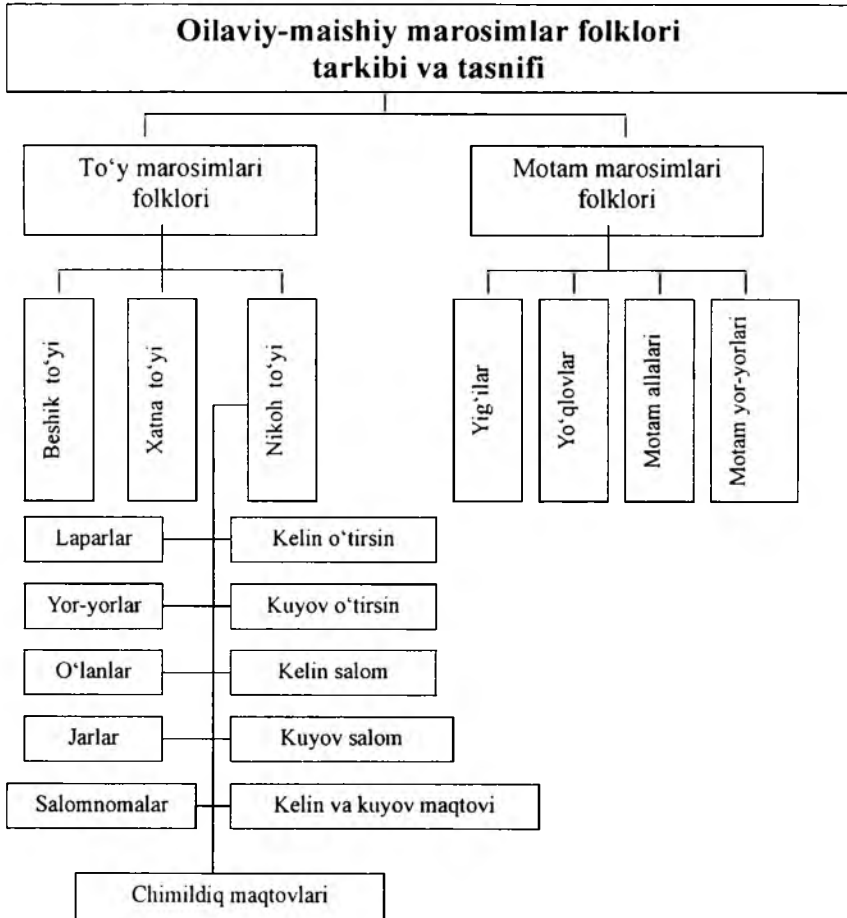 Oilaviy-maishiy marosimlar folklori
tarkibi va tasnifi
To‘y marosimlari
folklori
Motam marosimlari
folklori
Beshik to‘yi
Xatna to‘yi
Nikoh to‘yi
Yig‘ilar
Yo‘qlovlar
Motam allalari
Motam yor-yorlari
Laparlar
Kelin o‘tirsin
Yor-yorlar
Kuyov o‘tirsin
O‘lanlar
Kelin salom
Jarlar
Kuyov salom
Salomnomalar
Kelin va kuyov maqtovi
Chimildiq maqtovlari